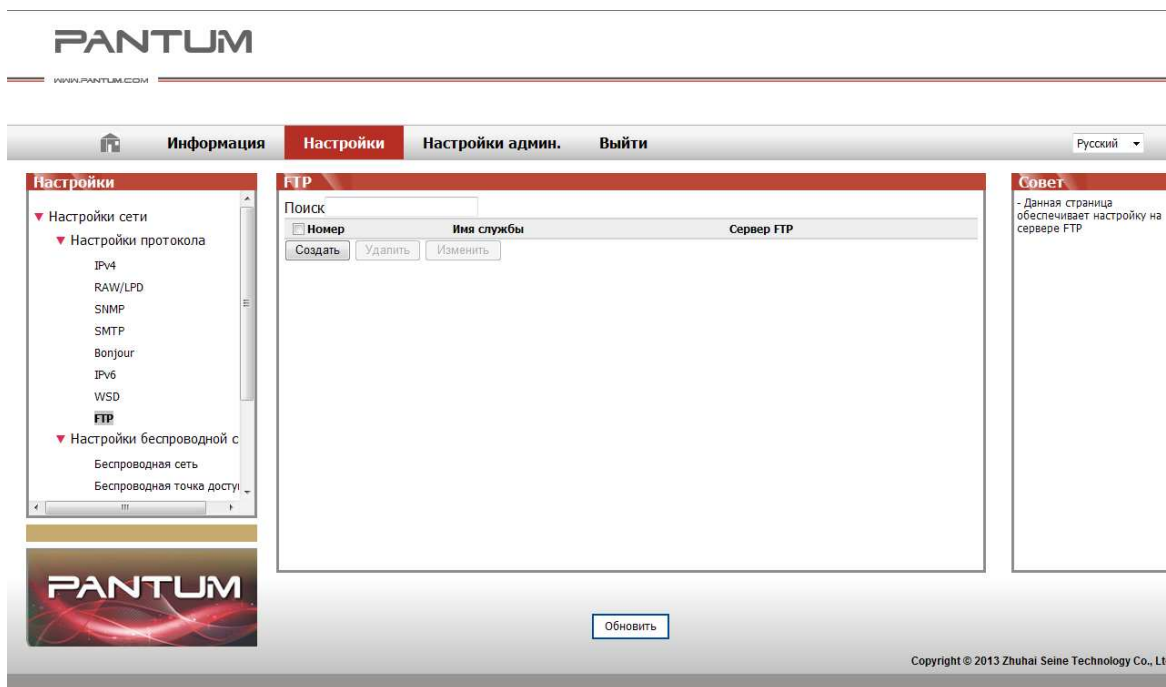 PANTUM
WWW.PANTUM.COM
Информация
Настройки
Настройки админ.
Выйти
Русский
Настройки
Настройки сети
Настройки протокола
IPv4
RAW/LPD
SNMP
SMTP
Bonjour
IPv6
WSD
FTP
Настройки беспроводной с
Беспроводная сеть
Беспроводная точка досту
PANTUM
FTP
Поиск
Номер Имя службы Сервер FTP
Создать Удалить Изменить
Обновить
Совет
- Данная страница
обеспечивает настройку на
сервере FTP
Copyright © 2013 Zhuhai Seine Technology Co., Lt